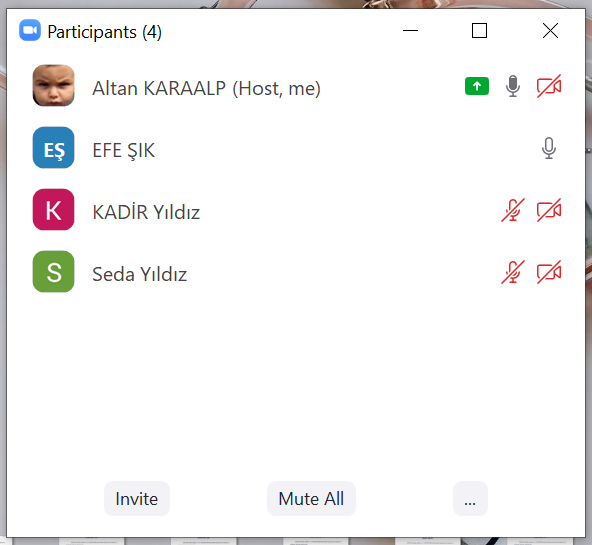 Participants (4)
Altan KARAALP (Host, me)
EŞ EFE ŞIK
K KADİR Yıldız
S Seda Yıldız
Invite Mute All ...